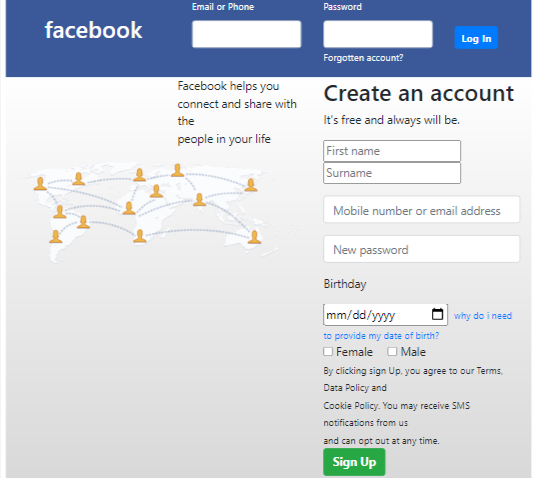 Email or Phone
Password
facebook
Log In
Forgotten account?
Facebook helps you
connect and share with
the
people in your life
Create an account
It's free and always will be.
First name
Surname
Mobile number or email address
New password
Birthday
mm/dd/yyyy why do i need
to provide my date of birth?
Female Male
By clicking sign Up, you agree to our Terms,
Data Policy and
Cookie Policy. You may receive SMS
notifications from us
and can opt out at any time.
Sign Up